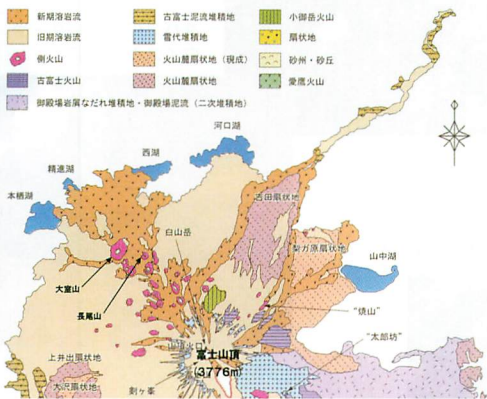 新期溶岩流
古富士泥流堆積地
小御岳火山
旧期溶岩流
雪代堆積地
扇状地
側火山
火山麓扇状地（現成）
砂州・砂丘
古富士火山
火山麓扇状地
愛鷹火山
御殿場岩屑なだれ堆積地・御殿場泥流（二次堆積地）
河口湖
西湖
精進湖
本栖湖
吉田扇状地
白山岳
梨ガ原扇状地
山中湖
大室山
長尾山
“焼山”
“太郎坊”
富士山頂
(3776m)
上井出扇状地
大沢扇状地
剣ヶ峯